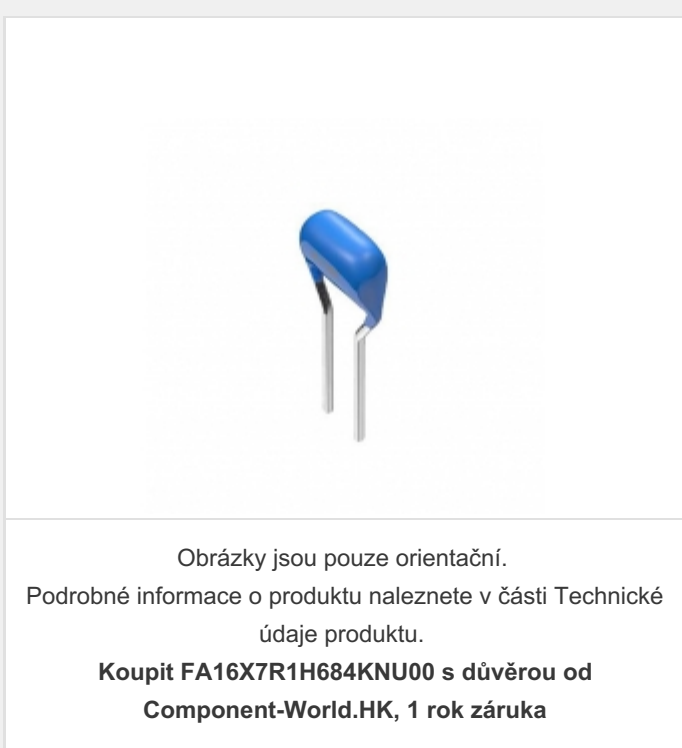 Obrázky jsou pouze orientační.
Podrobné informace o produktu naleznete v části Technické
údaje produktu.
Koupit FA16X7R1H684KNU00 s důvěrou od
Component-World.HK, 1 rok záruka